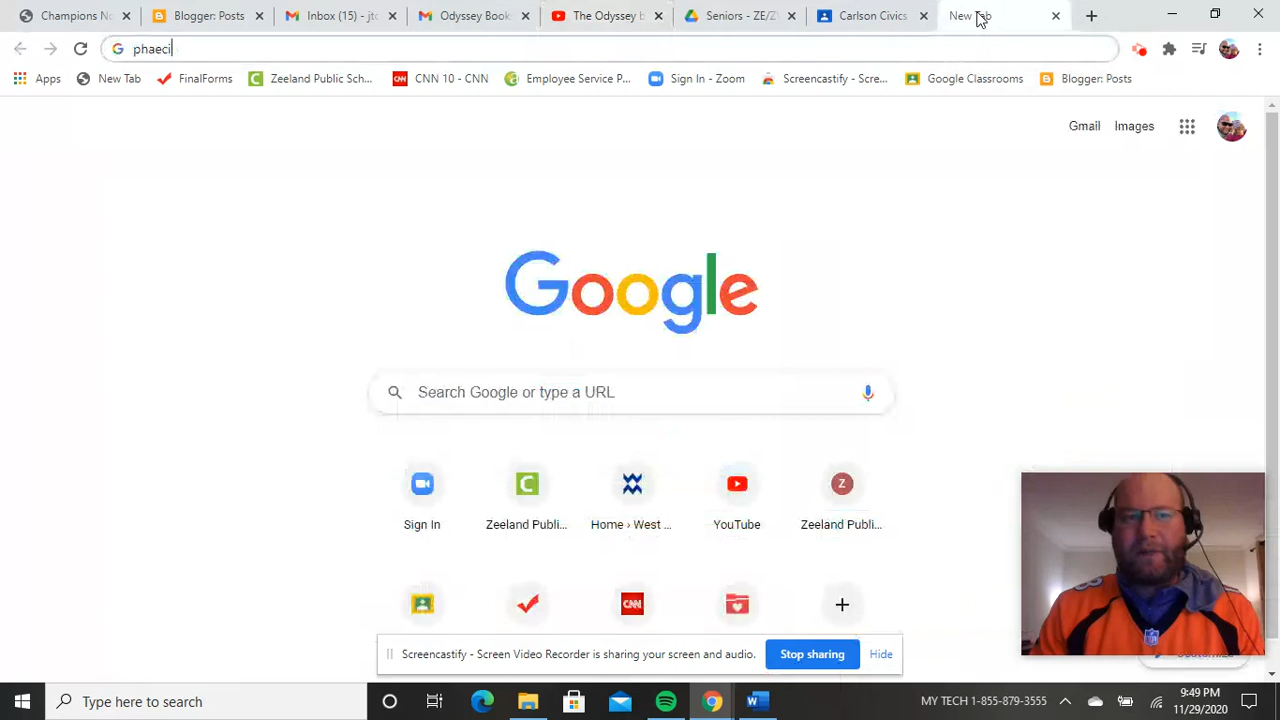 Champions No
Blogger: Posts
Inbox (15) - jto
Odyssey Book
The Odyssey b
Seniors - ZE/Z
Carlson Civics
New Tab
phaeci
Apps
New Tab
FinalForms
Zeeland Public Sch...
CNN 10 - CNN
Employee Service P...
Sign In - Zoom
Screencastify - Scre...
Google Classrooms
Blogger: Posts
Gmail
Images
Google
Search Google or type a URL
Sign In
Zeeland Publi...
Home › West ...
YouTube
Z
Zeeland Publi...
CNN
Screencastify - Screen Video Recorder is sharing your screen and audio.
Stop sharing
Hide
Type here to search
MY TECH 1-855-879-3555
9:49 PM
11/29/2020